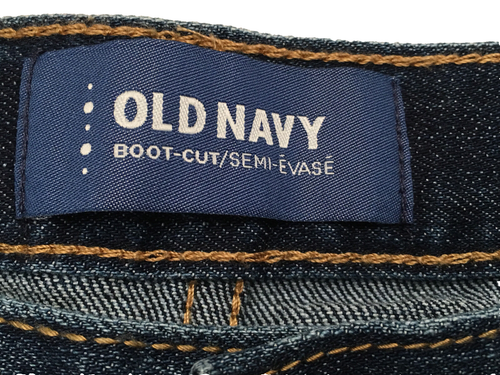 OLD NAVY
BOOT-CUT/SEMI-ÉVASÉ